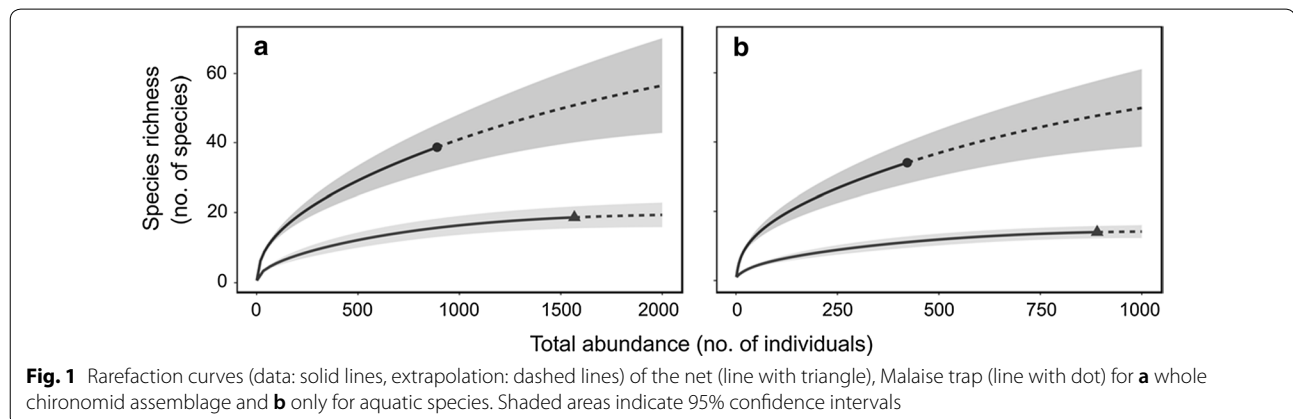 a
b
Species richness
(no. of species)
60
40
20
0
0 500 1000 1500 2000
0 250 500 750 1000
Total abundance (no. of individuals)
Fig. 1 Rarefaction curves (data: solid lines, extrapolation: dashed lines) of the net (line with triangle), Malaise trap (line with dot) for a whole
chironomid assemblage and b only for aquatic species. Shaded areas indicate 95% confidence intervals